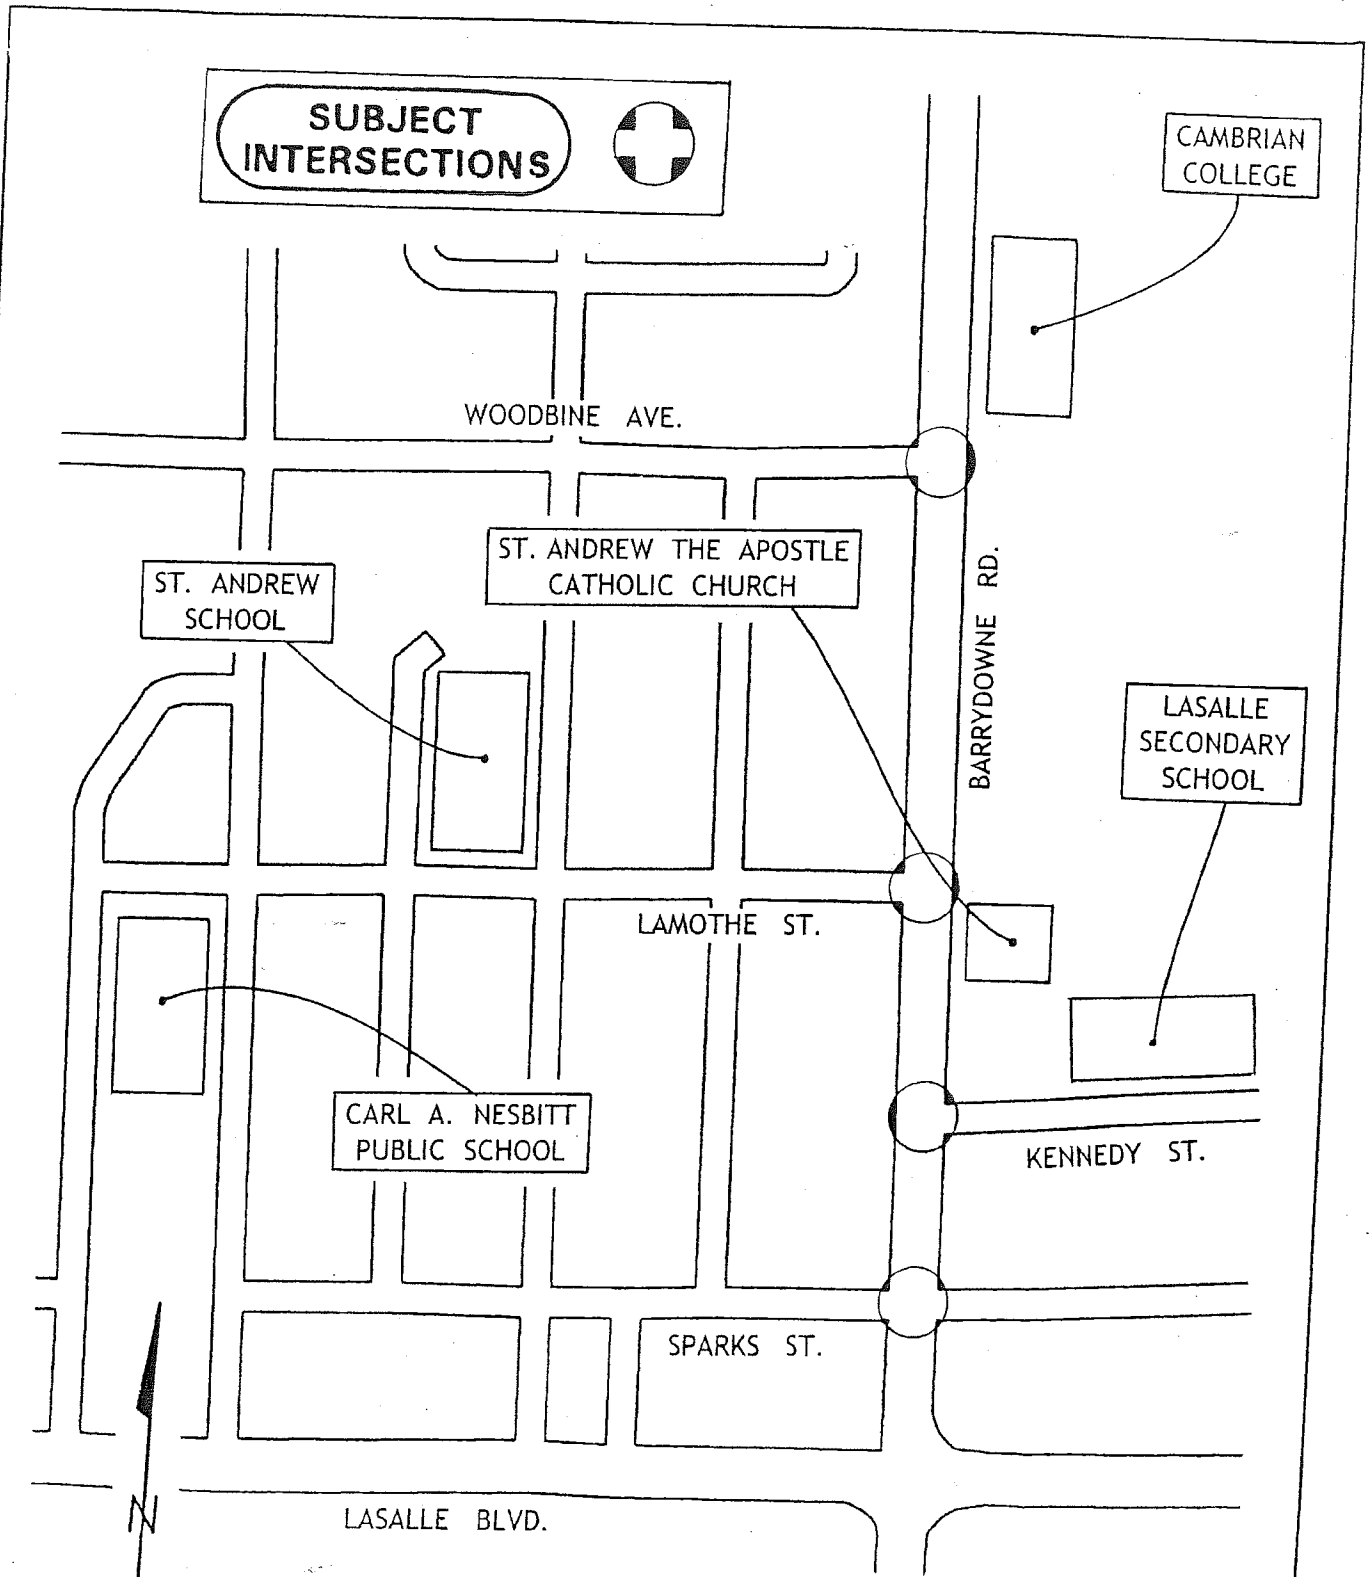 SUBJECT
INTERSECTIONS
CAMBRIAN
COLLEGE
WOODBINE AVE.
ST. ANDREW THE APOSTLE
CATHOLIC CHURCH
ST. ANDREW
SCHOOL
BARRYDOWNE RD.
LASALLE
SECONDARY
SCHOOL
LAMOTHE ST.
CARL A. NESBITT
PUBLIC SCHOOL
KENNEDY ST.
SPARKS ST.
N
LASALLE BLVD.